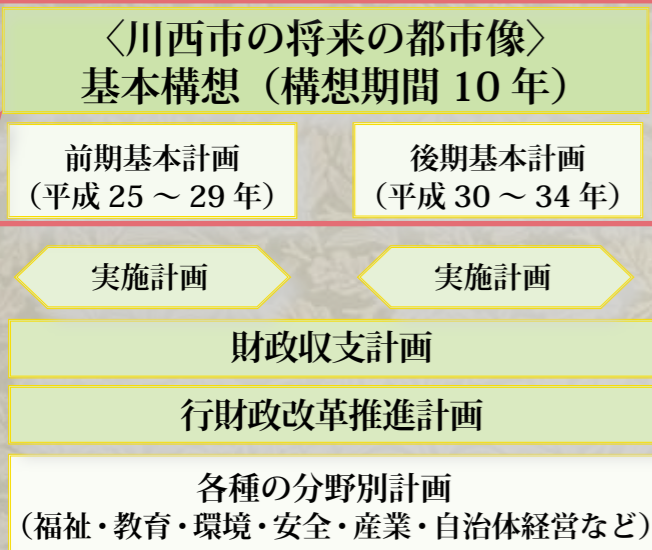 〈川西市の将来の都市像〉
基本構想（構想期間 10 年）
前期基本計画
（平成 25 ～ 29 年）
後期基本計画
（平成 30 ～ 34 年）
実施計画
実施計画
財政収支計画
行財政改革推進計画
各種の分野別計画
（福祉・教育・環境・安全・産業・自治体経営など）